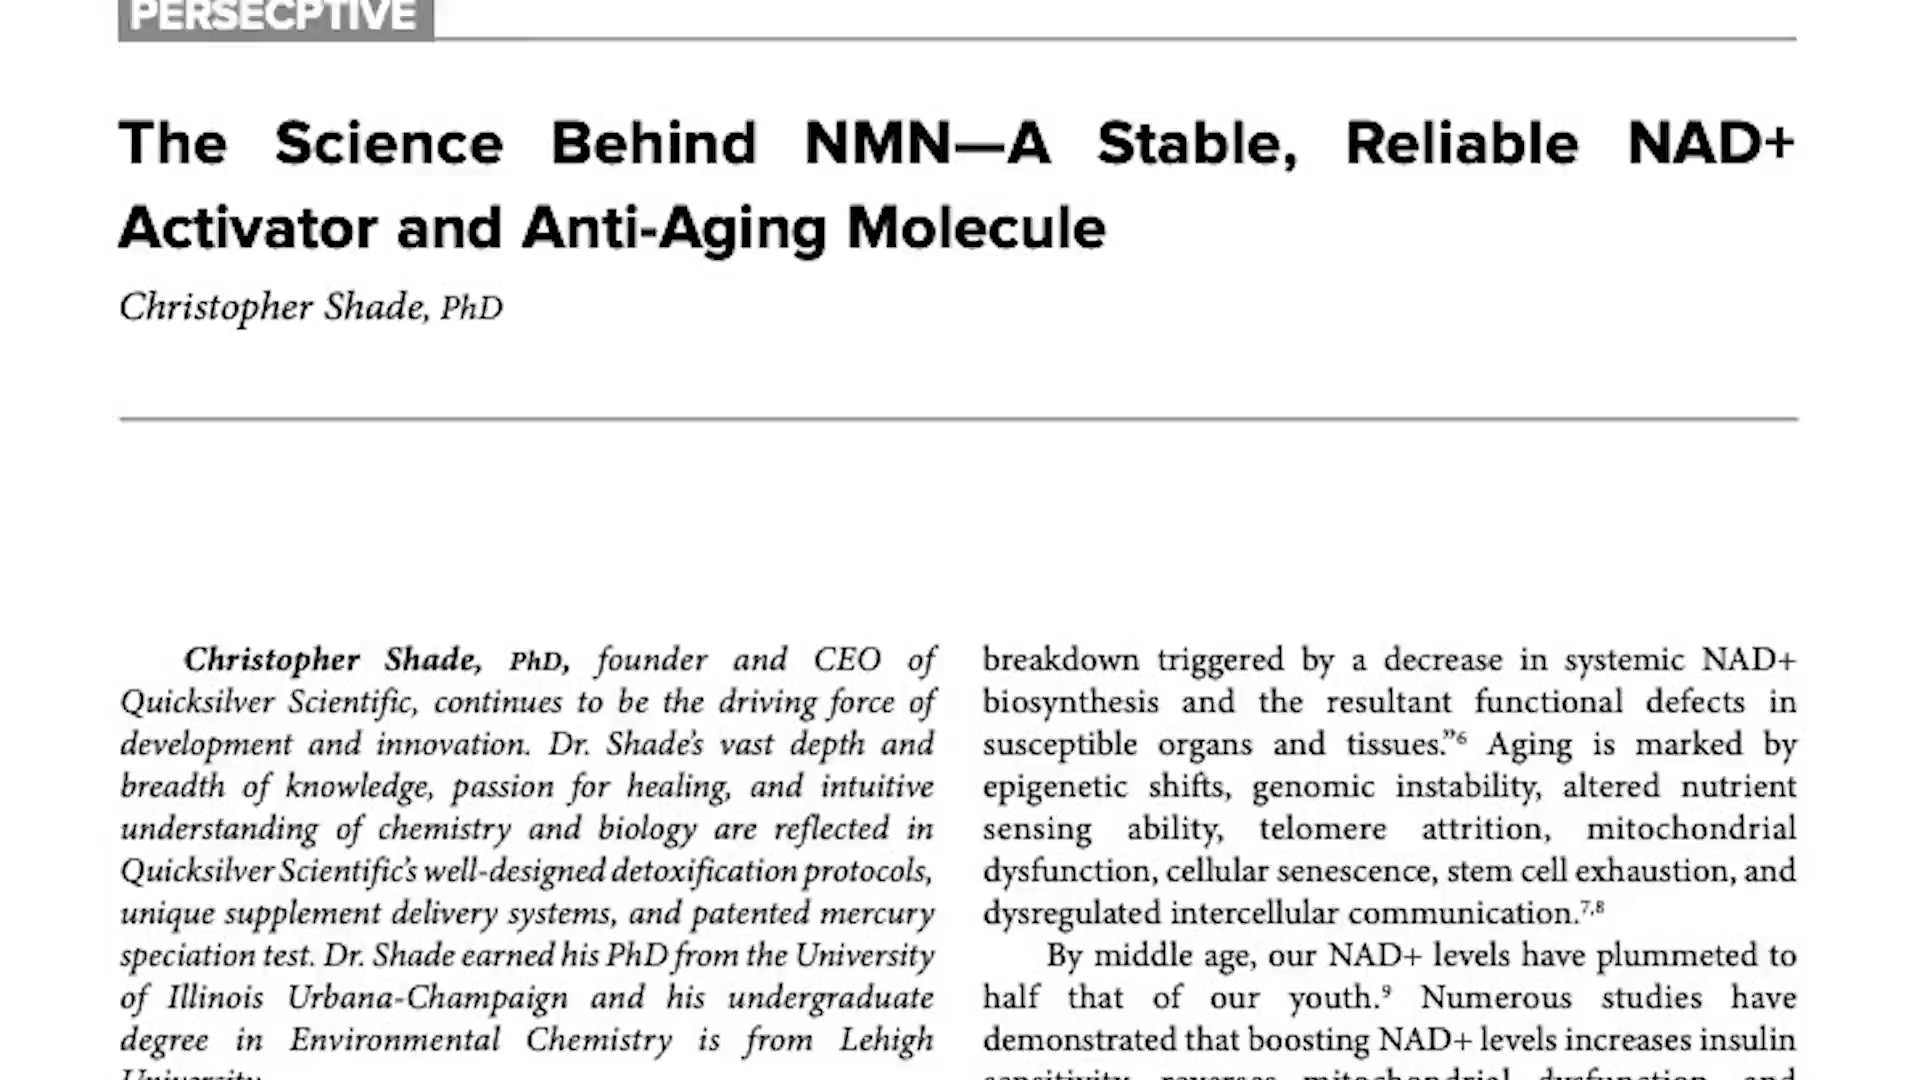 PERSECPTIVE
The Science Behind NMN—A Stable, Reliable NAD+
Activator and Anti-Aging Molecule
Christopher Shade, PhD
Christopher Shade, PhD, founder and CEO of
Quicksilver Scientific, continues to be the driving force of
development and innovation. Dr. Shade's vast depth and
breadth of knowledge, passion for healing, and intuitive
understanding of chemistry and biology are reflected in
Quicksilver Scientific's well-designed detoxification protocols,
unique supplement delivery systems, and patented mercury
speciation test. Dr. Shade earned his PhD from the University
of Illinois Urbana-Champaign and his undergraduate
degree in Environmental Chemistry is from Lehigh
University.
breakdown triggered by a decrease in systemic NAD+
biosynthesis and the resultant functional defects in
susceptible organs and tissues.”⁶ Aging is marked by
epigenetic shifts, genomic instability, altered nutrient
sensing ability, telomere attrition, mitochondrial
dysfunction, cellular senescence, stem cell exhaustion, and
dysregulated intercellular communication.⁷,⁸
By middle age, our NAD+ levels have plummeted to
half that of our youth.⁹ Numerous studies have
demonstrated that boosting NAD+ levels increases insulin
sensitivity, reverses mitochondrial dysfunction, and